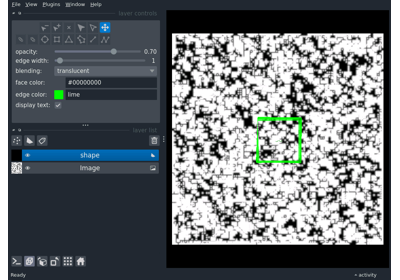 File View Plugins Window Help
layer controls
opacity: 0.70
edge width: 1
blending: translucent
face color: #00000000
edge color: lime
display text:
layer list
shape
Image
Ready
activity